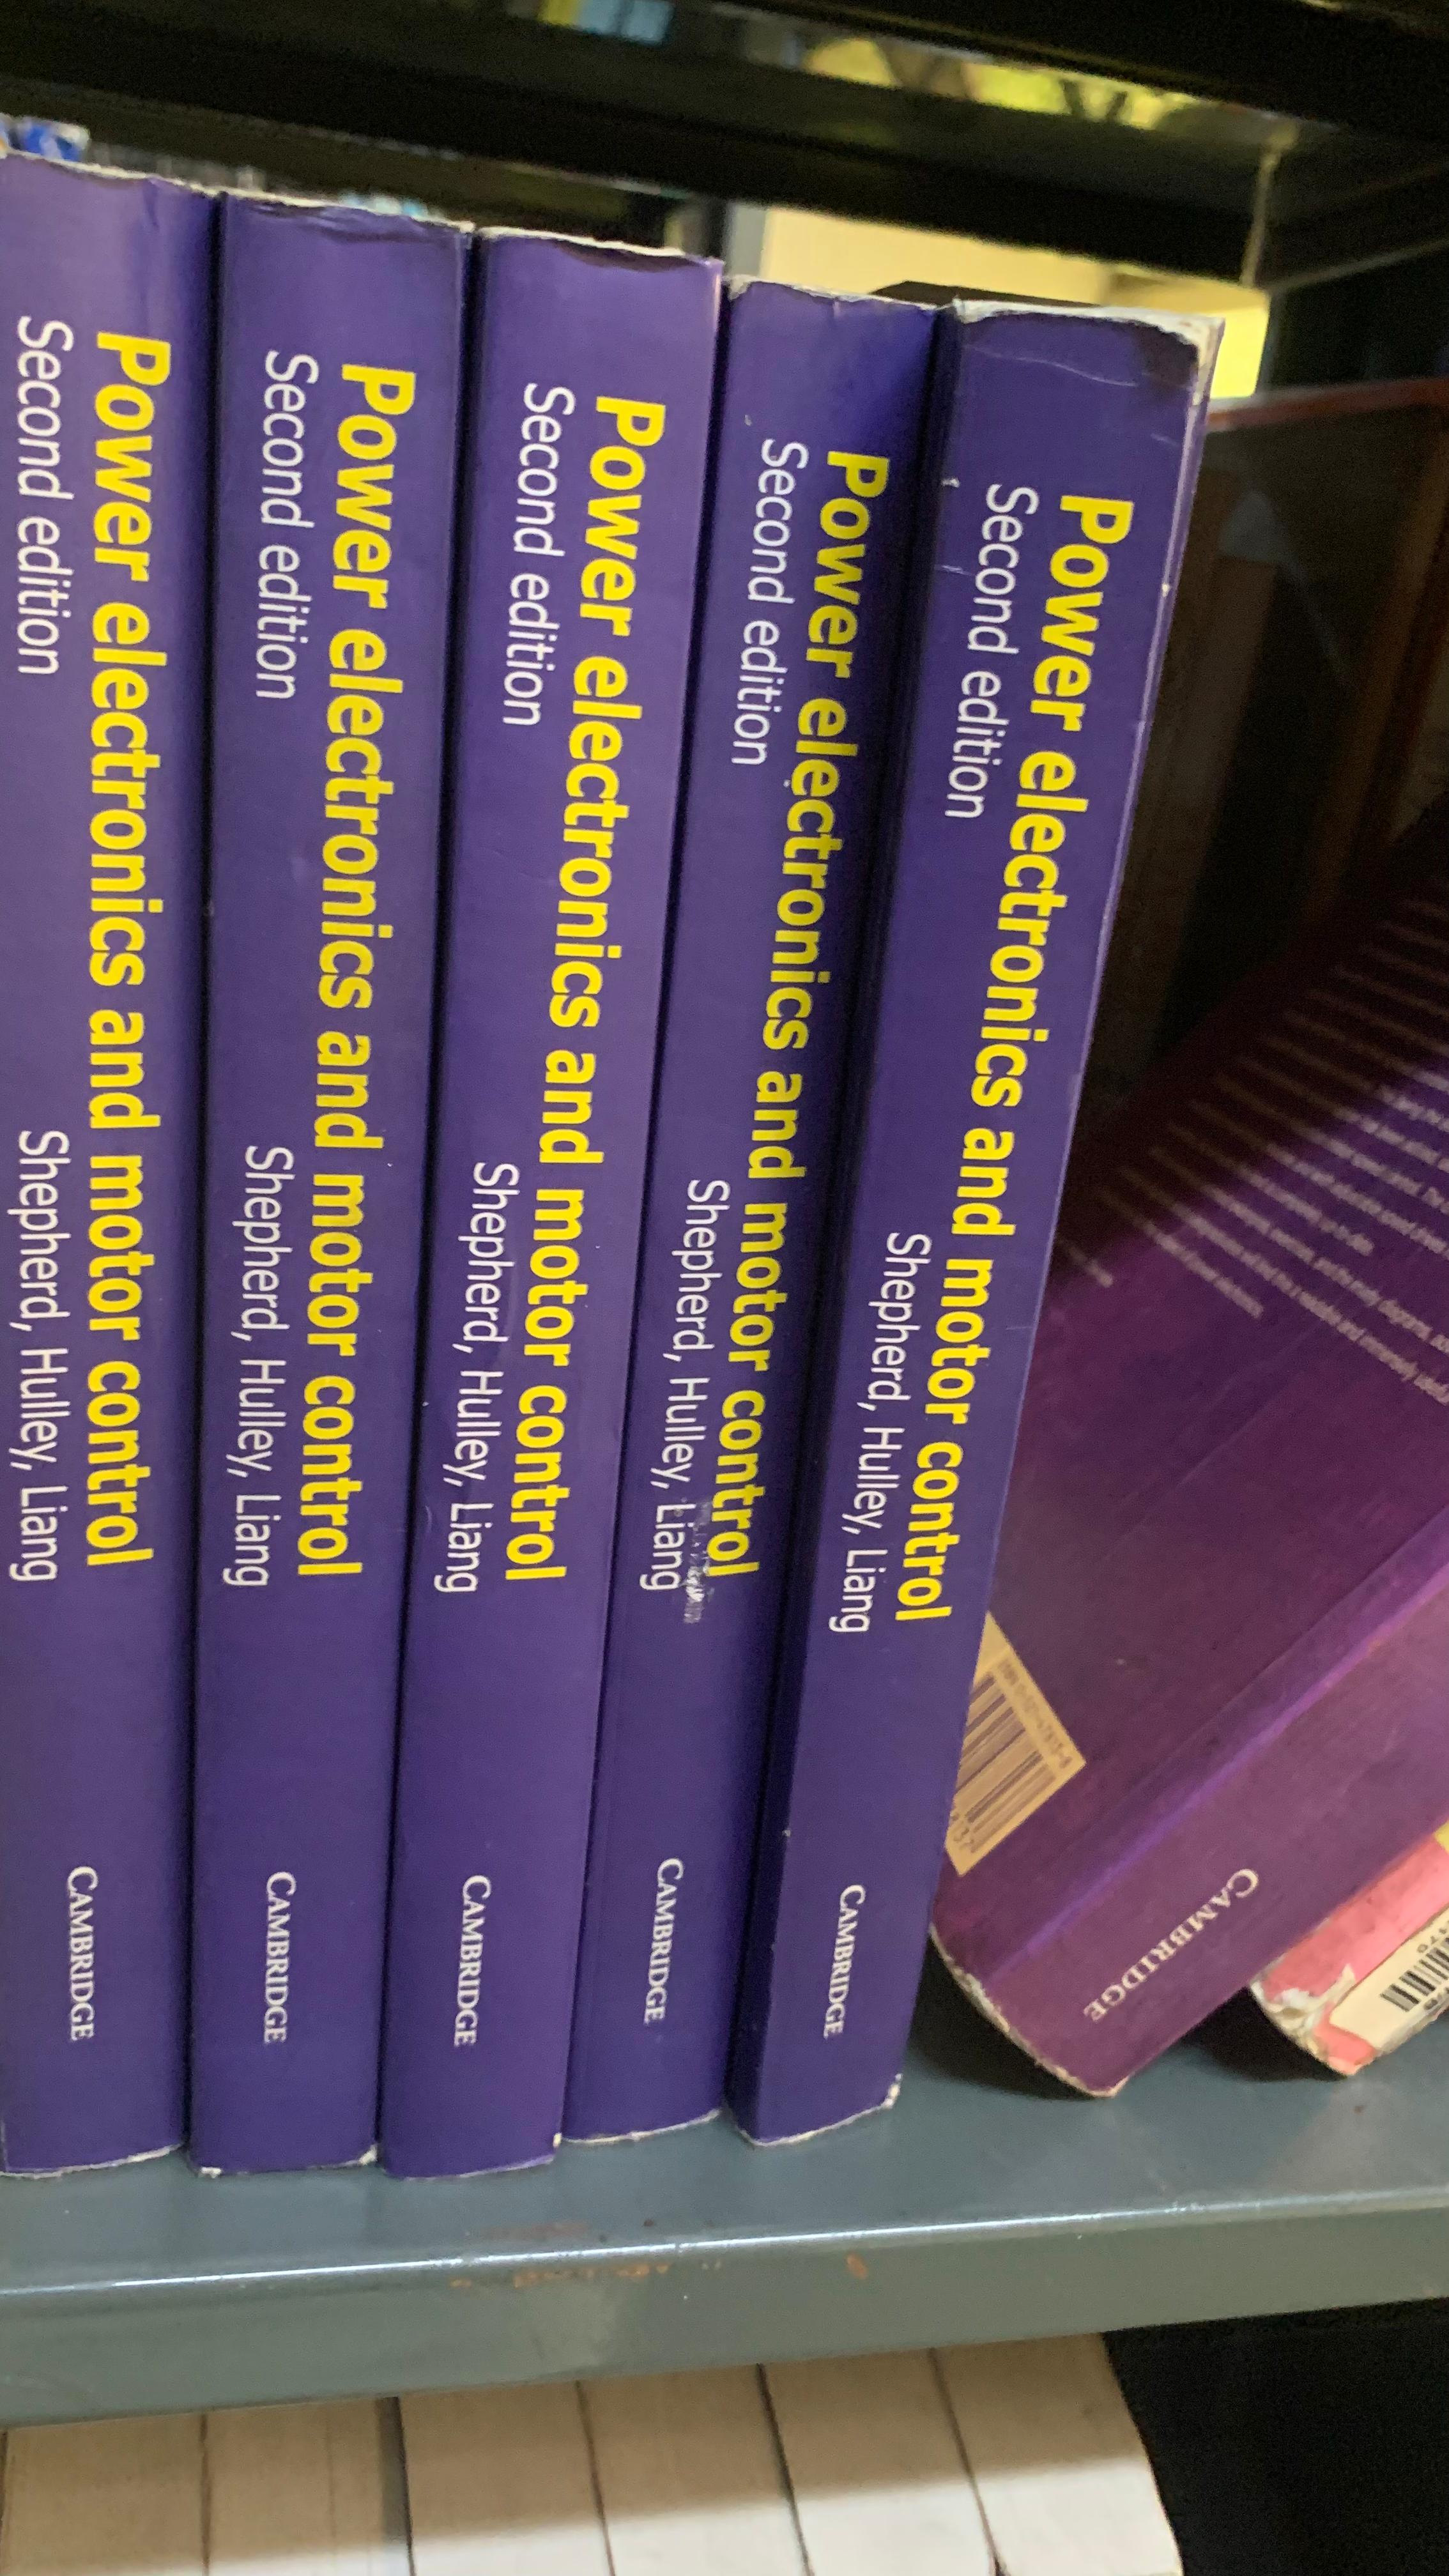 Power electronics and motor control
Second edition
Shepherd, Hulley, Liang
CAMBRIDGE
Power electronics and motor control
Second edition
Shepherd, Hulley, Liang
CAMBRIDGE
Power electronics and motor control
Second edition
Shepherd, Hulley, Liang
CAMBRIDGE
Power electronics and motor control
Second edition
Shepherd, Hulley, Liang
CAMBRIDGE
Power electronics and motor control
Second edition
Shepherd, Hulley, Liang
CAMBRIDGE
CAMBRIDGE